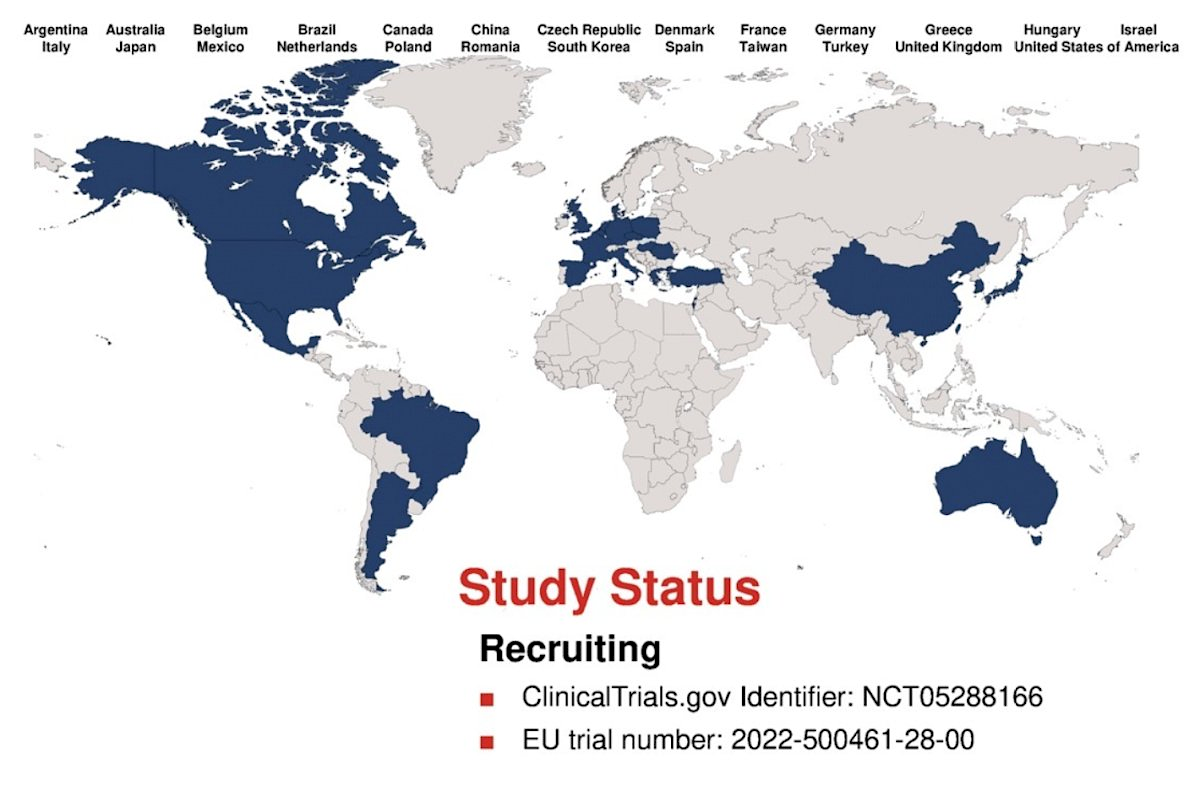 Argentina Australia Belgium Brazil Canada China Czech Republic Denmark France Germany Greece Hungary Israel
Italy Japan Mexico Netherlands Poland Romania South Korea Spain Taiwan Turkey United Kingdom United States of America
Study Status
Recruiting
ClinicalTrials.gov Identifier: NCT05288166
EU trial number: 2022-500461-28-00